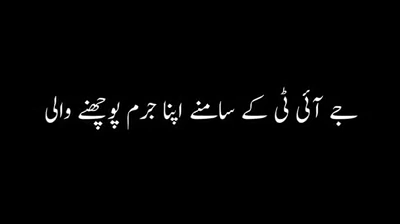 جے آئی ٹی کے سامنے اپنا جرم پوچھنے والی